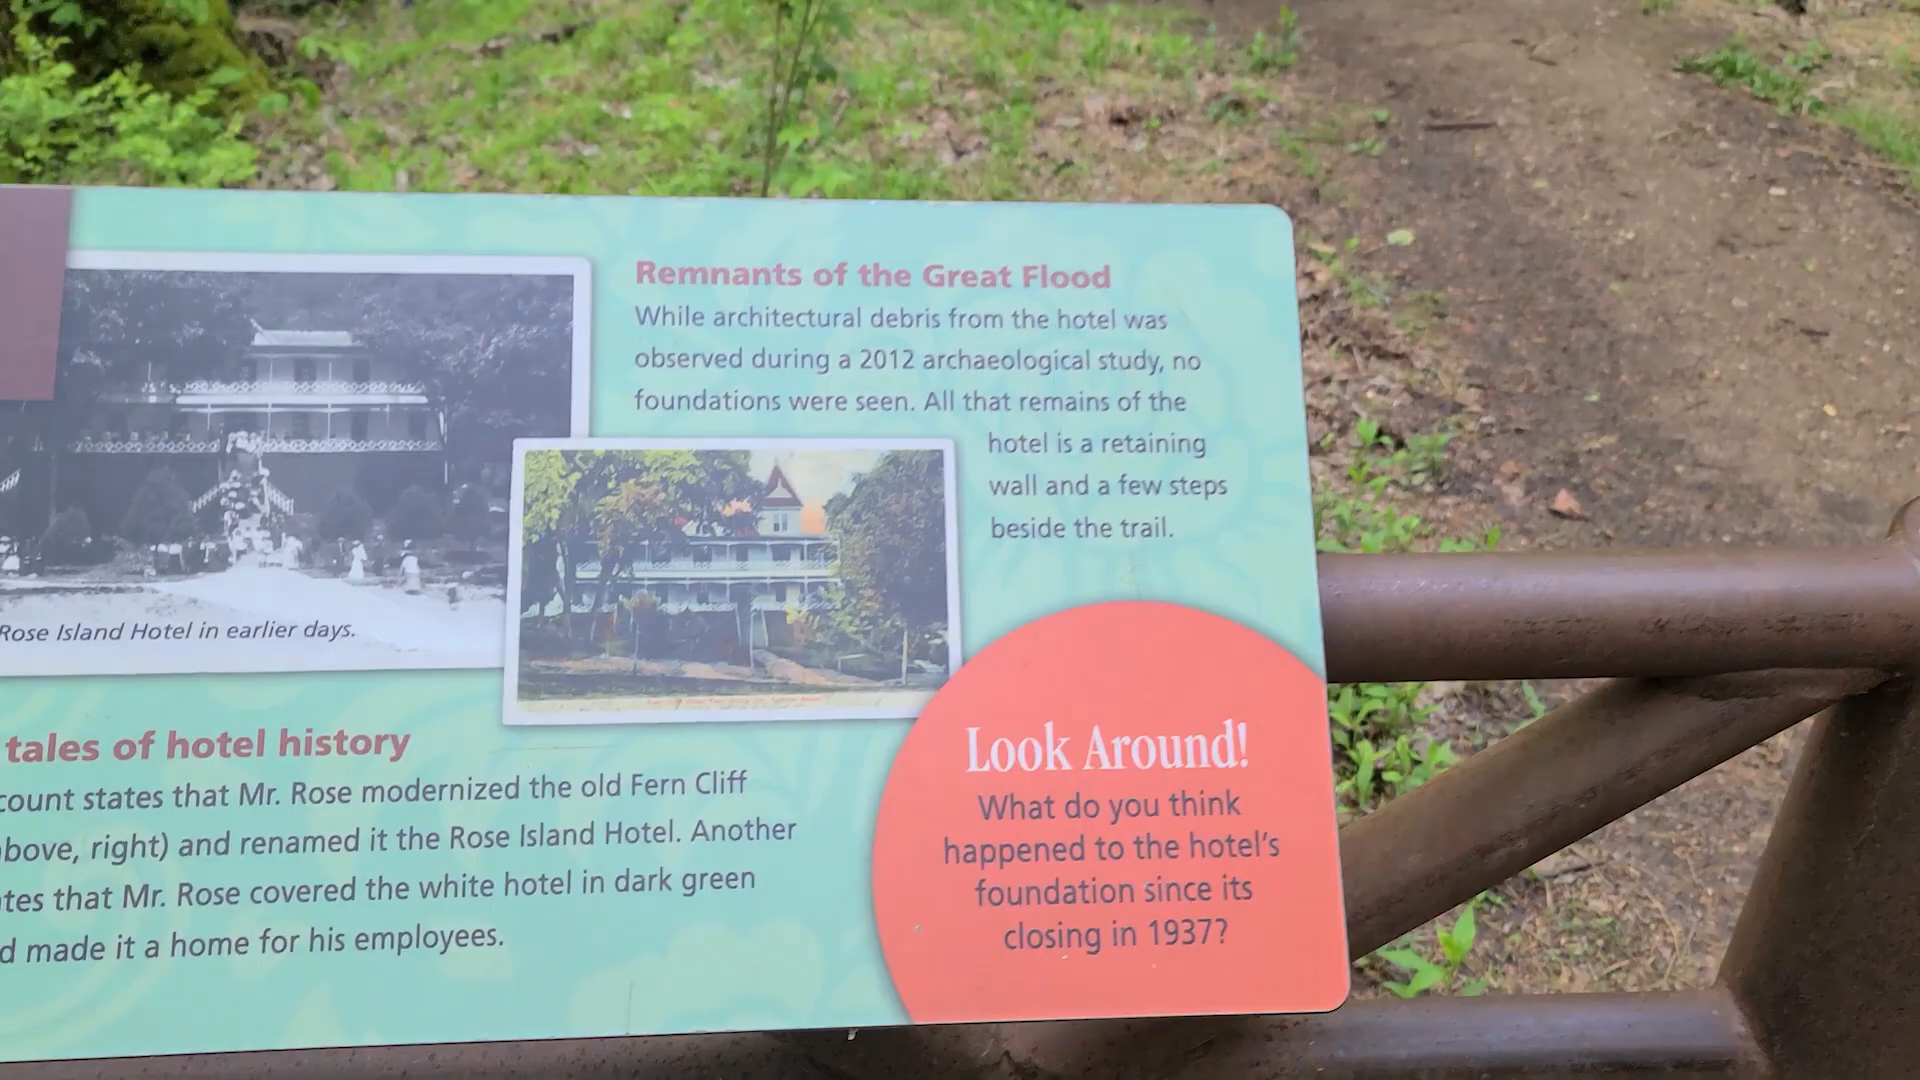 Remnants of the Great Flood
While architectural debris from the hotel was
observed during a 2012 archaeological study, no
foundations were seen. All that remains of the
hotel is a retaining
wall and a few steps
beside the trail.
Rose Island Hotel in earlier days.
tales of hotel history
count states that Mr. Rose modernized the old Fern Cliff
bove, right) and renamed it the Rose Island Hotel. Another
tes that Mr. Rose covered the white hotel in dark green
d made it a home for his employees.
Look Around!
What do you think
happened to the hotel's
foundation since its
closing in 1937?